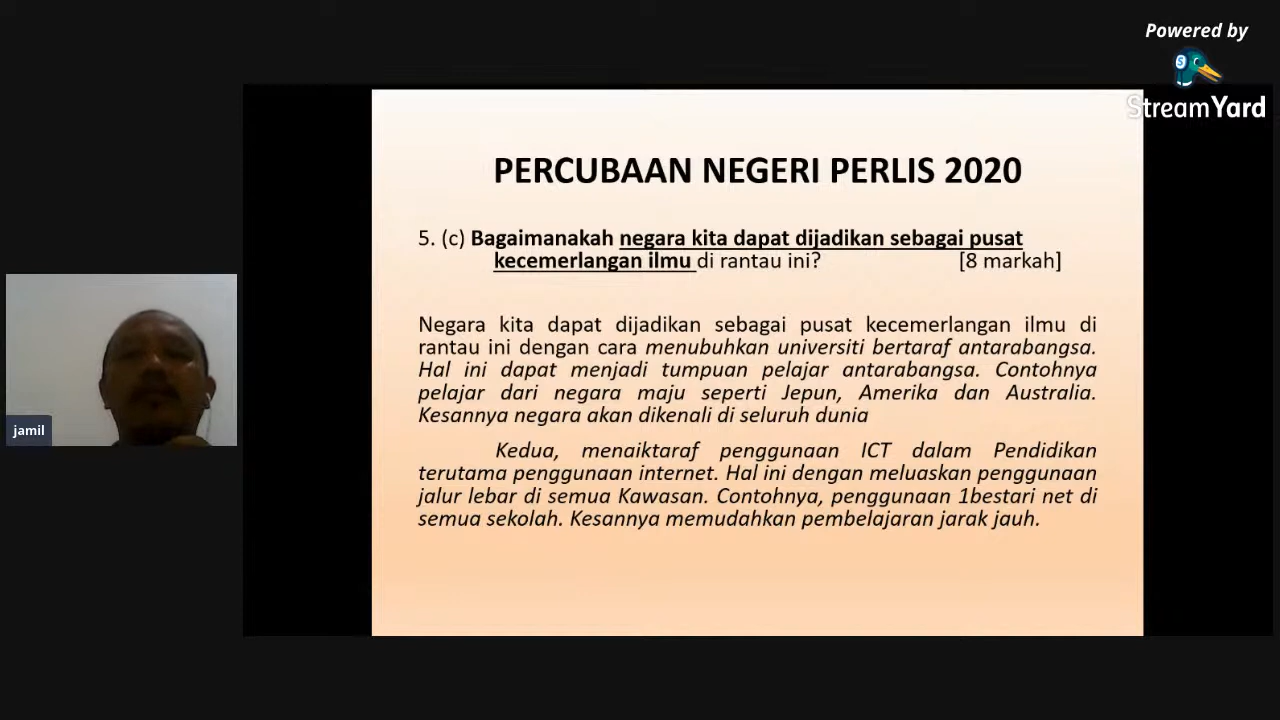 Powered by
StreamYard
PERCUBAAN NEGERI PERLIS 2020
5. (c) Bagaimanakah negara kita dapat dijadikan sebagai pusat
kecemerlangan ilmu di rantau ini? [8 markah]
Negara kita dapat dijadikan sebagai pusat kecemerlangan ilmu di
rantau ini dengan cara menubuhkan universiti bertaraf antarabangsa.
Hal ini dapat menjadi tumpuan pelajar antarabangsa. Contohnya
pelajar dari negara maju seperti Jepun, Amerika dan Australia.
Kesannya negara akan dikenali di seluruh dunia
Kedua, menaiktaraf penggunaan ICT dalam Pendidikan
terutama penggunaan internet. Hal ini dengan meluaskan penggunaan
jalur lebar di semua Kawasan. Contohnya, penggunaan 1bestari net di
semua sekolah. Kesannya memudahkan pembelajaran jarak jauh.
jamil